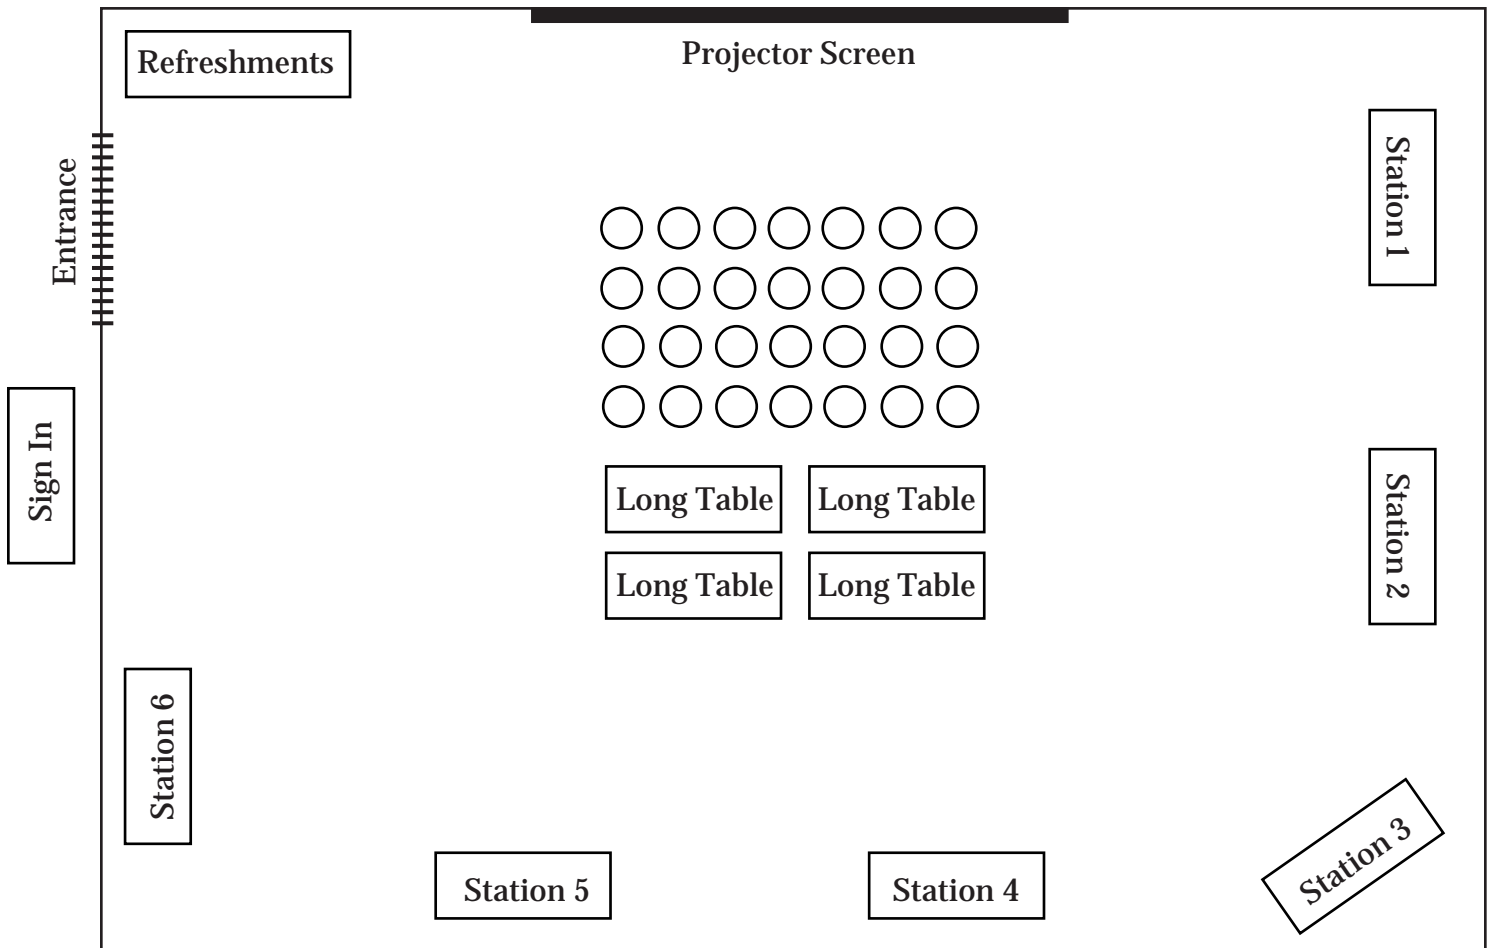 Projector Screen
Refreshments
Entrance
Station 1
Sign In
Long Table
Long Table
Station 2
Long Table
Long Table
Station 6
Station 3
Station 5
Station 4